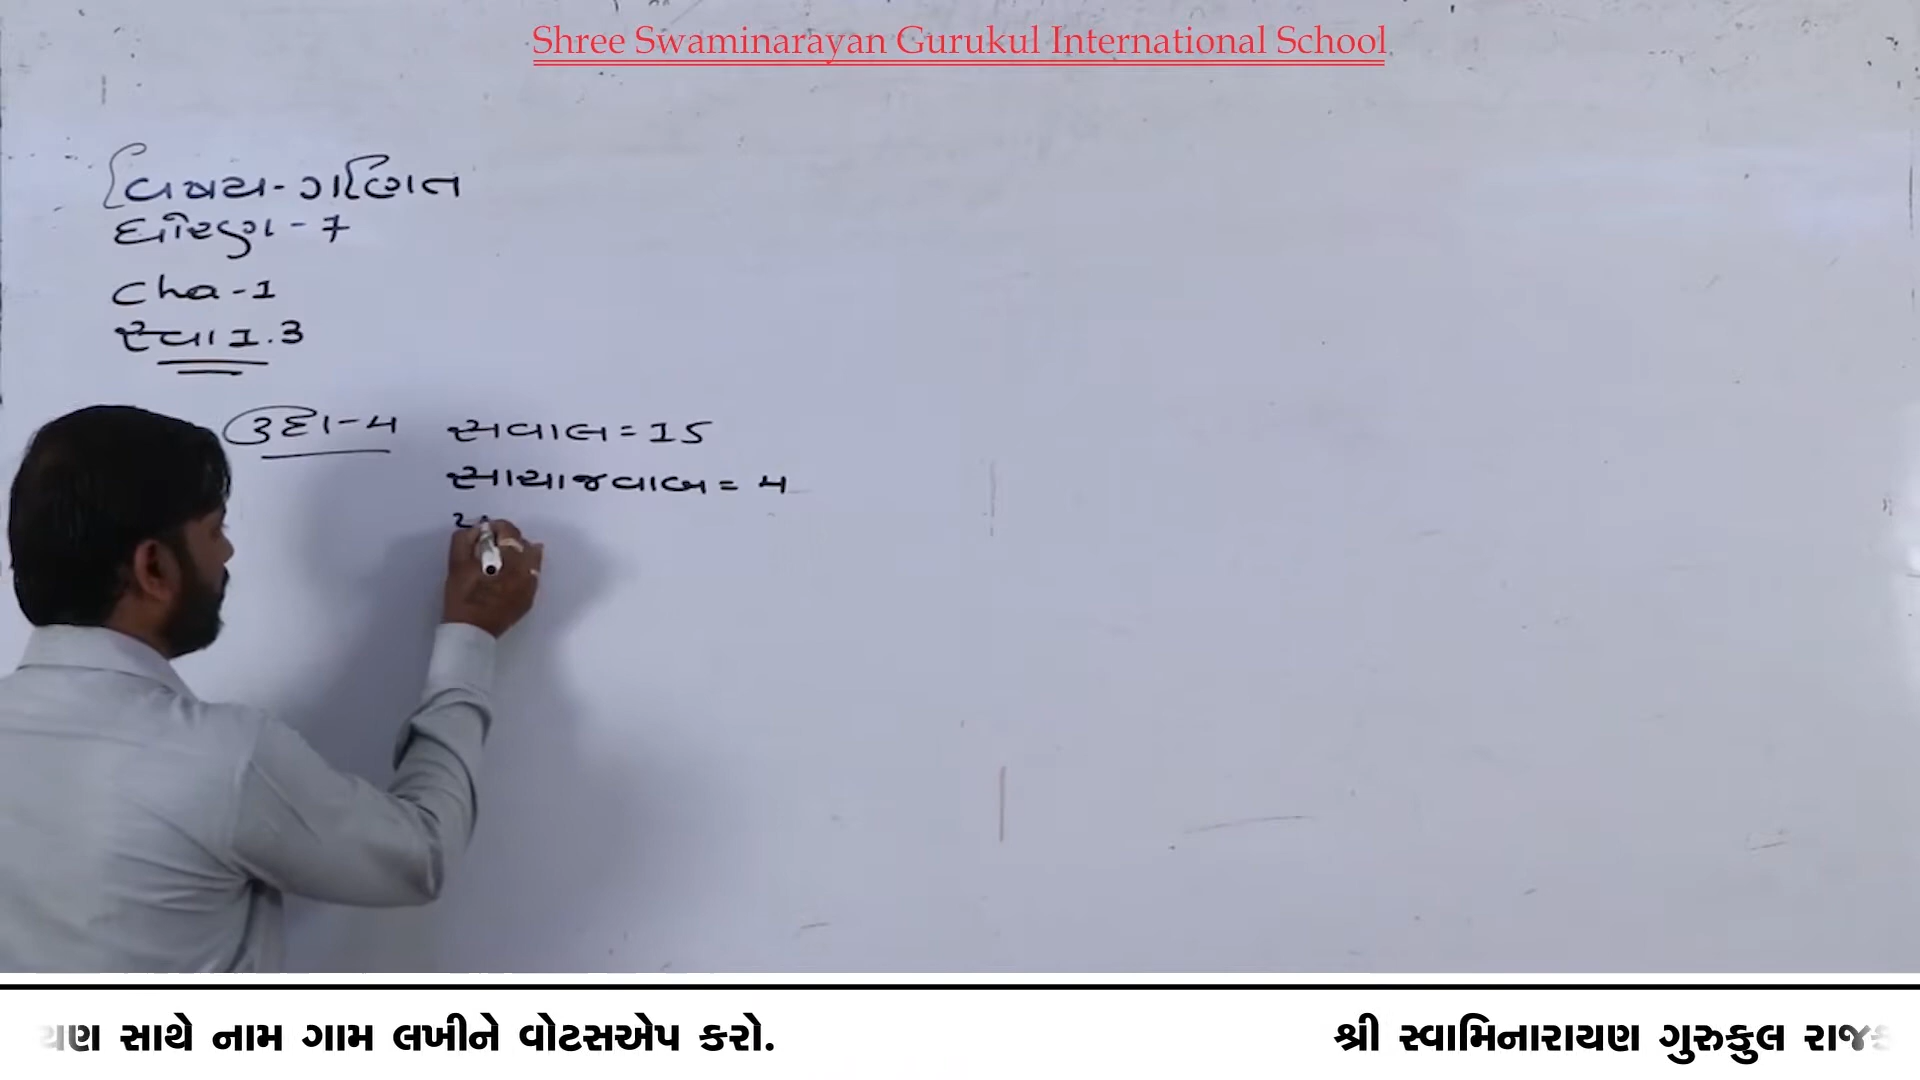 Shree Swaminarayan Gurukul International School
વિષય - ગણિત
ધોરણ - 7
Cha - 1
સ્વા 1.3
ઉદા - 4
સવાલ = 15
સાચા જવાબ = 4
સાથે નામ ગામ લખીને વોટસએપ કરો.
શ્રી સ્વામિનારાયણ ગુરુકુલ